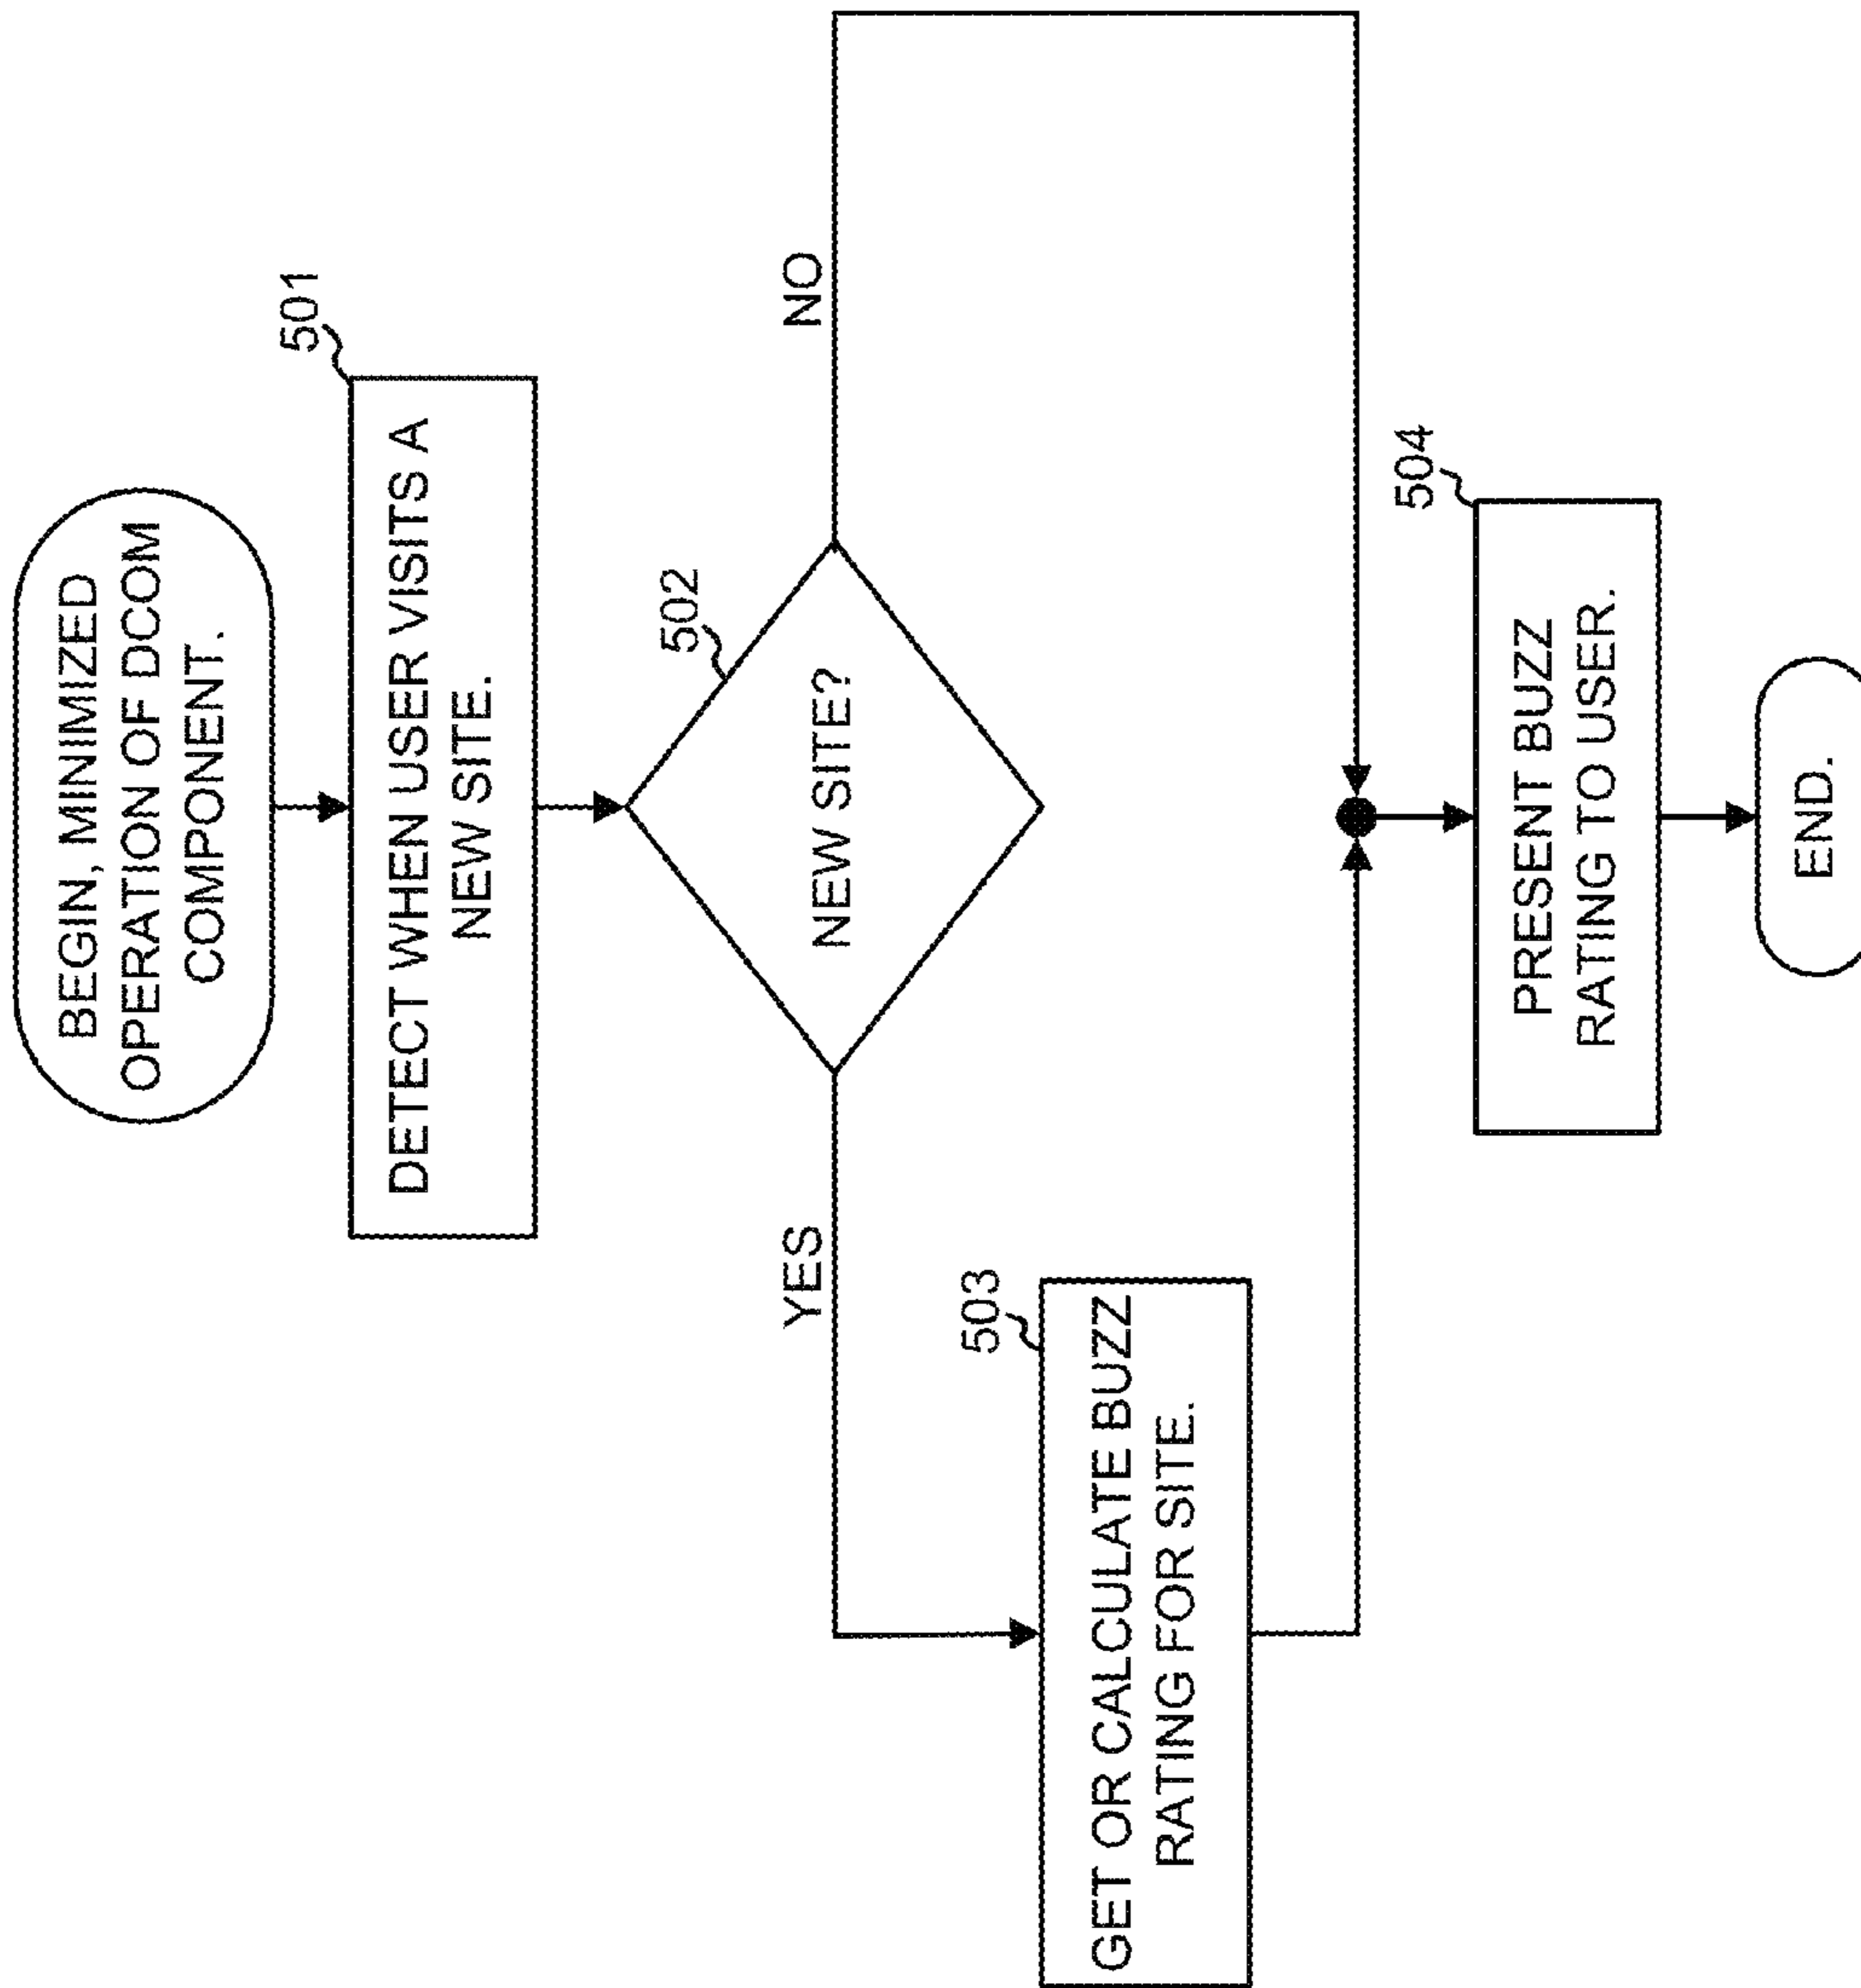 BEGIN, MINIMIZED
OPERATION OF DCOM
COMPONENT.
501
DETECT WHEN USER VISITS A
NEW SITE.
502
NEW SITE?
YES
NO
503
GET OR CALCULATE BUZZ
RATING FOR SITE.
504
PRESENT BUZZ
RATING TO USER.
END.